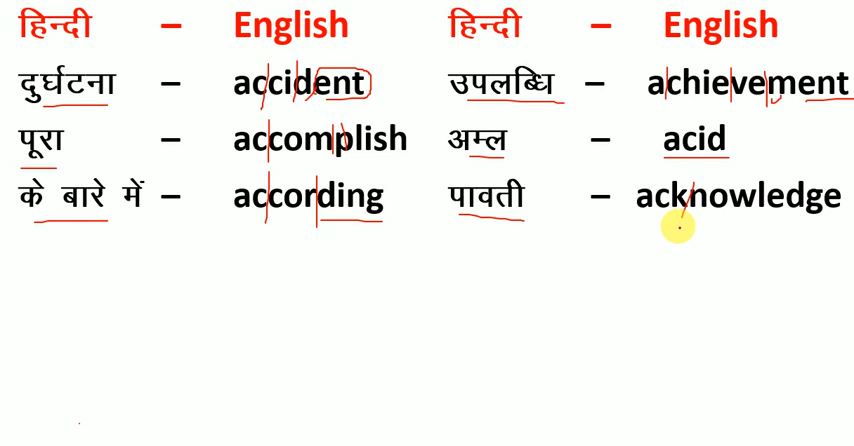 हिन्दी – English हिन्दी – English
दुर्घटना – accident उपलब्धि – achievement
पूरा – accomplish अम्ल – acid
के बारे में – according पावती – acknowledge